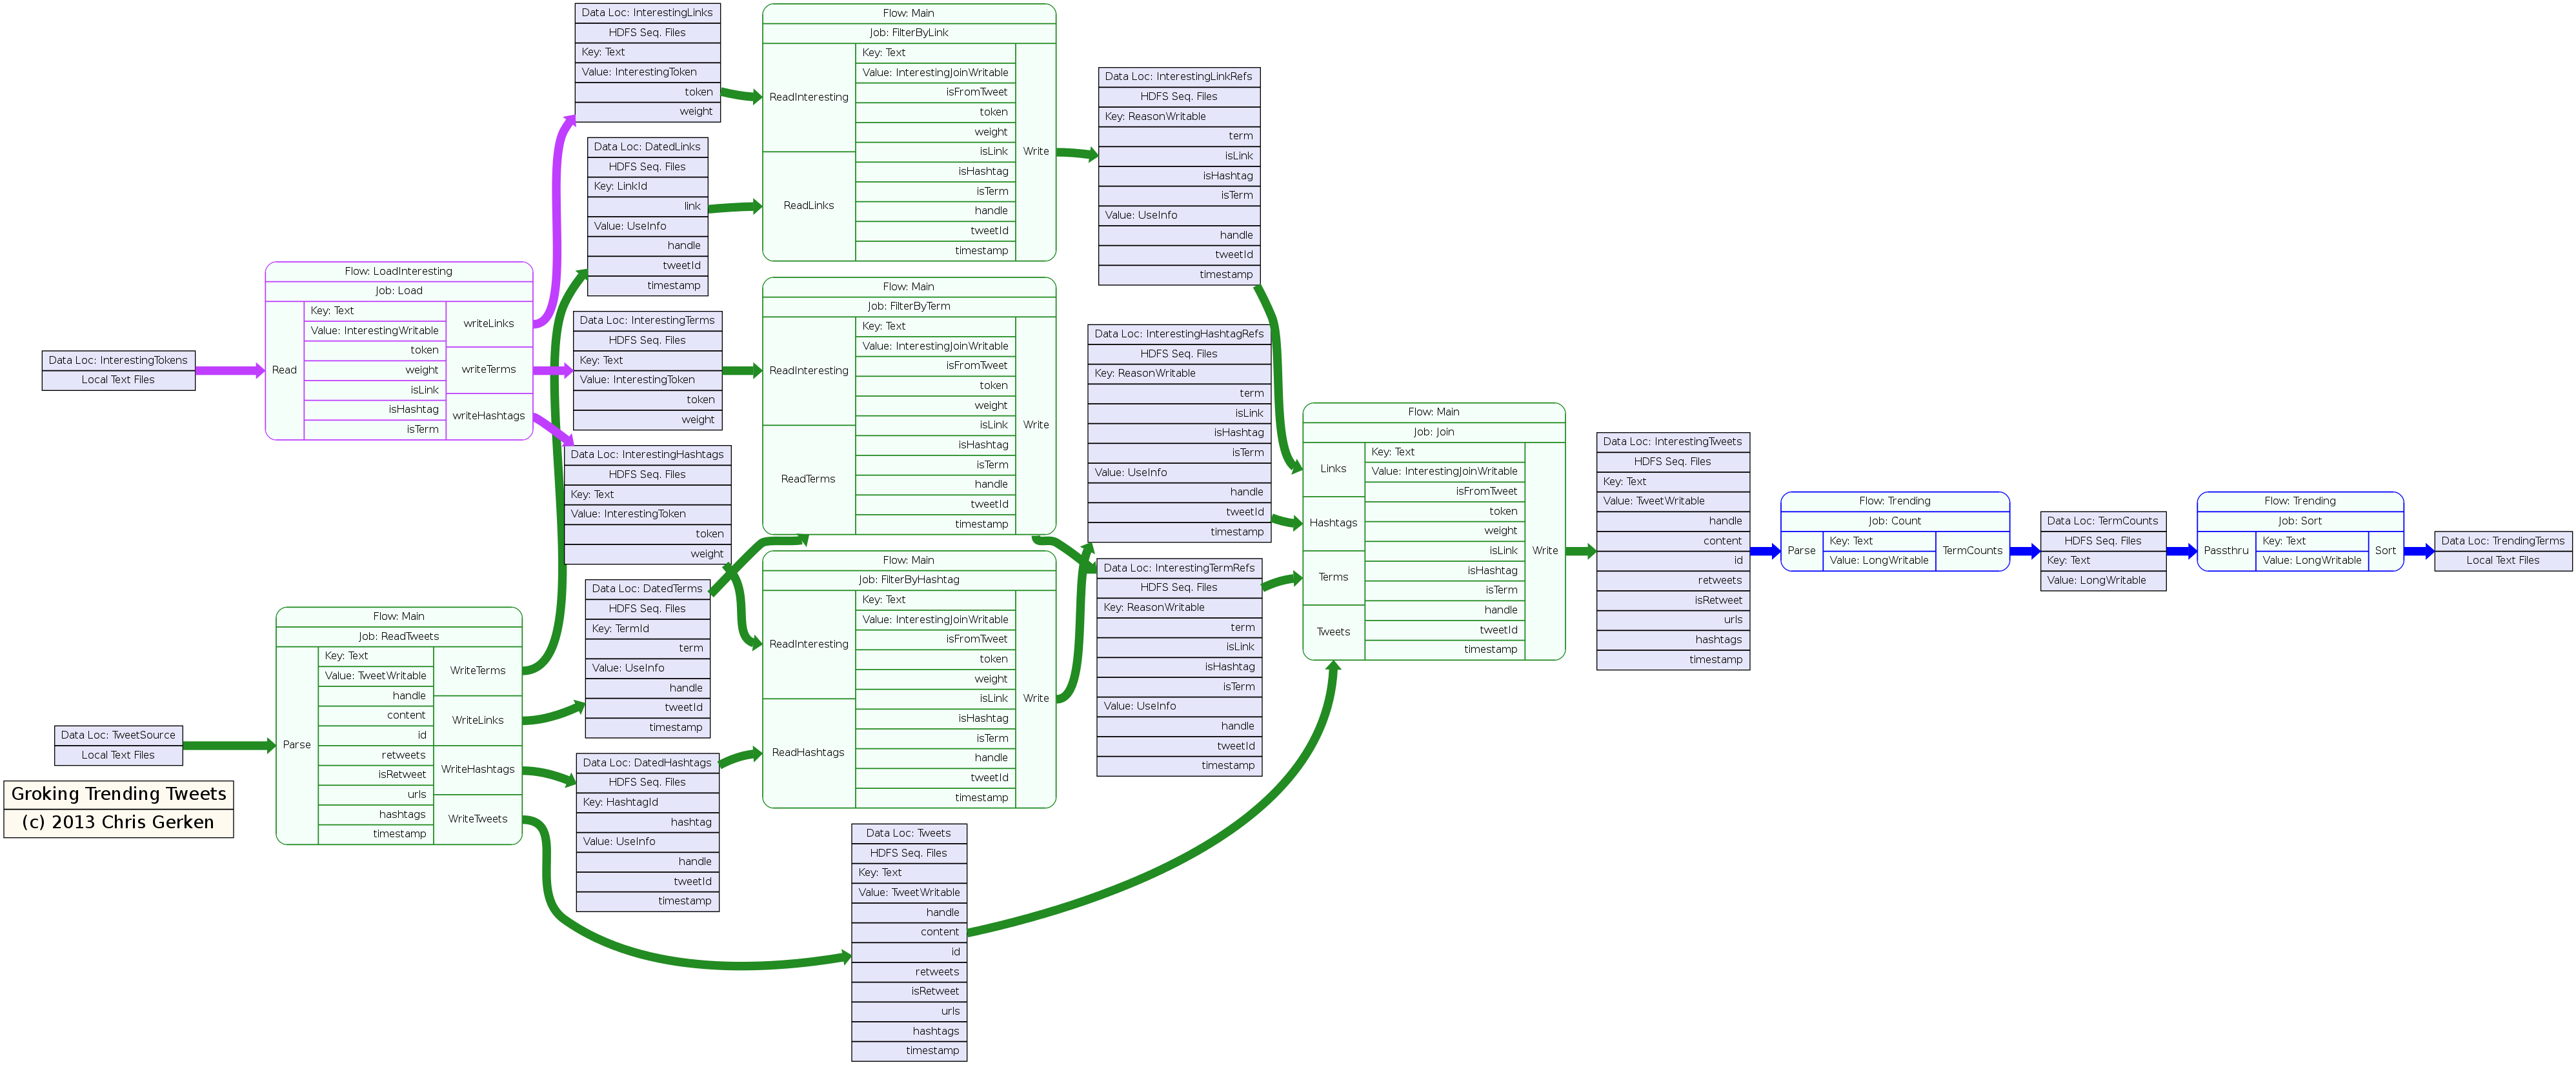 Data Loc: InterestingTokens
Local Text Files
Data Loc: TweetSource
Local Text Files
Groking Trending Tweets
(c) 2013 Chris Gerken
Flow: LoadInteresting
Job: Load
Read
Key: Text
Value: InterestingWritable
token
weight
isLink
isHashtag
isTerm
writeLinks
writeTerms
writeHashtags
Flow: Main
Job: ReadTweets
Parse
Key: Text
Value: TweetWritable
handle
content
id
retweets
isRetweet
urls
hashtags
timestamp
WriteTerms
WriteLinks
WriteHashtags
WriteTweets
Data Loc: InterestingLinks
HDFS Seq. Files
Key: Text
Value: InterestingToken
token
weight
Data Loc: DatedLinks
HDFS Seq. Files
Key: LinkId
link
Value: UseInfo
handle
tweetId
timestamp
Data Loc: InterestingTerms
HDFS Seq. Files
Key: Text
Value: InterestingToken
token
weight
Data Loc: InterestingHashtags
HDFS Seq. Files
Key: Text
Value: InterestingToken
token
weight
Data Loc: DatedTerms
HDFS Seq. Files
Key: TermId
term
Value: UseInfo
handle
tweetId
timestamp
Data Loc: DatedHashtags
HDFS Seq. Files
Key: HashtagId
hashtag
Value: UseInfo
handle
tweetId
timestamp
Flow: Main
Job: FilterByLink
ReadInteresting
ReadLinks
Key: Text
Value: InterestingJoinWritable
isFromTweet
token
weight
isLink
isHashtag
isTerm
handle
tweetId
timestamp
Write
Flow: Main
Job: FilterByTerm
ReadInteresting
ReadTerms
Key: Text
Value: InterestingJoinWritable
isFromTweet
token
weight
isLink
isHashtag
isTerm
handle
tweetId
timestamp
Write
Flow: Main
Job: FilterByHashtag
ReadInteresting
ReadHashtags
Key: Text
Value: InterestingJoinWritable
isFromTweet
token
weight
isLink
isHashtag
isTerm
handle
tweetId
timestamp
Write
Data Loc: Tweets
HDFS Seq. Files
Key: Text
Value: TweetWritable
handle
content
id
retweets
isRetweet
urls
hashtags
timestamp
Data Loc: InterestingLinkRefs
HDFS Seq. Files
Key: ReasonWritable
term
isLink
isHashtag
isTerm
Value: UseInfo
handle
tweetId
timestamp
Data Loc: InterestingHashtagRefs
HDFS Seq. Files
Key: ReasonWritable
term
isLink
isHashtag
isTerm
Value: UseInfo
handle
tweetId
timestamp
Data Loc: InterestingTermRefs
HDFS Seq. Files
Key: ReasonWritable
term
isLink
isHashtag
isTerm
Value: UseInfo
handle
tweetId
timestamp
Flow: Main
Job: Join
Links
Hashtags
Terms
Tweets
Key: Text
Value: InterestingJoinWritable
isFromTweet
token
weight
isLink
isHashtag
isTerm
handle
tweetId
timestamp
Write
Data Loc: InterestingTweets
HDFS Seq. Files
Key: Text
Value: TweetWritable
handle
content
id
retweets
isRetweet
urls
hashtags
timestamp
Flow: Trending
Job: Count
Parse
Key: Text
Value: LongWritable
TermCounts
Data Loc: TermCounts
HDFS Seq. Files
Key: Text
Value: LongWritable
Flow: Trending
Job: Sort
Passthru
Key: Text
Value: LongWritable
Sort
Data Loc: TrendingTerms
Local Text Files